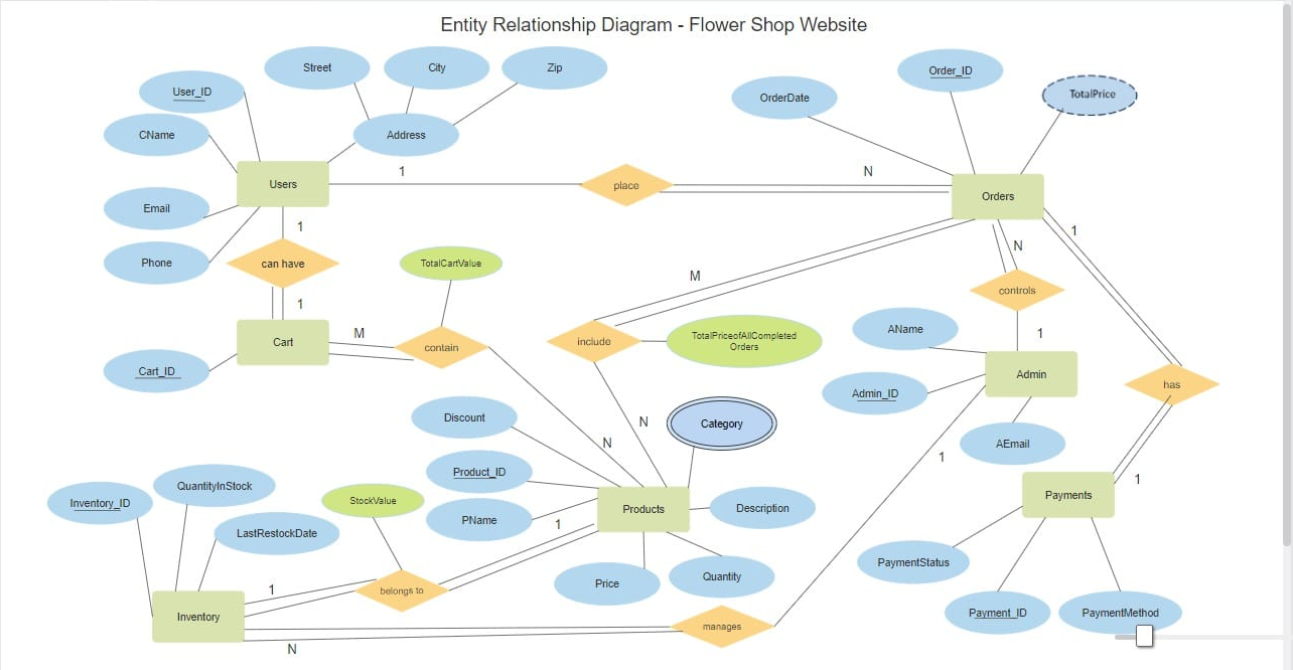 Entity Relationship Diagram - Flower Shop Website
Street
City
Zip
User_ID
CName
Address
Email
Phone
Users
1
place
N
OrderDate
Order_ID
TotalPrice
Orders
1
can have
1
Cart
Cart_ID
M
contain
TotalCartValue
N
M
include
TotalPriceofAllCompleted
Orders
N
N
controls
1
1
has
1
AName
Admin_ID
Admin
AEmail
1
Category
Discount
Product_ID
PName
Products
Description
Price
Quantity
1
Payments
PaymentStatus
Payment_ID
PaymentMethod
Inventory_ID
QuantityInStock
LastRestockDate
StockValue
1
belongs to
Inventory
N
manages